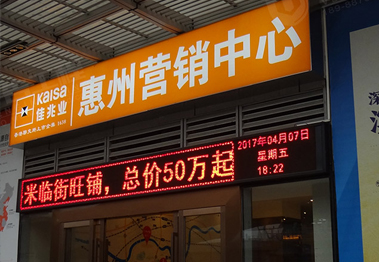 Kaisa
佳兆业
惠州营销中心
米临街旺铺，总价50万起
2017年04月07日
星期五
18:22
深